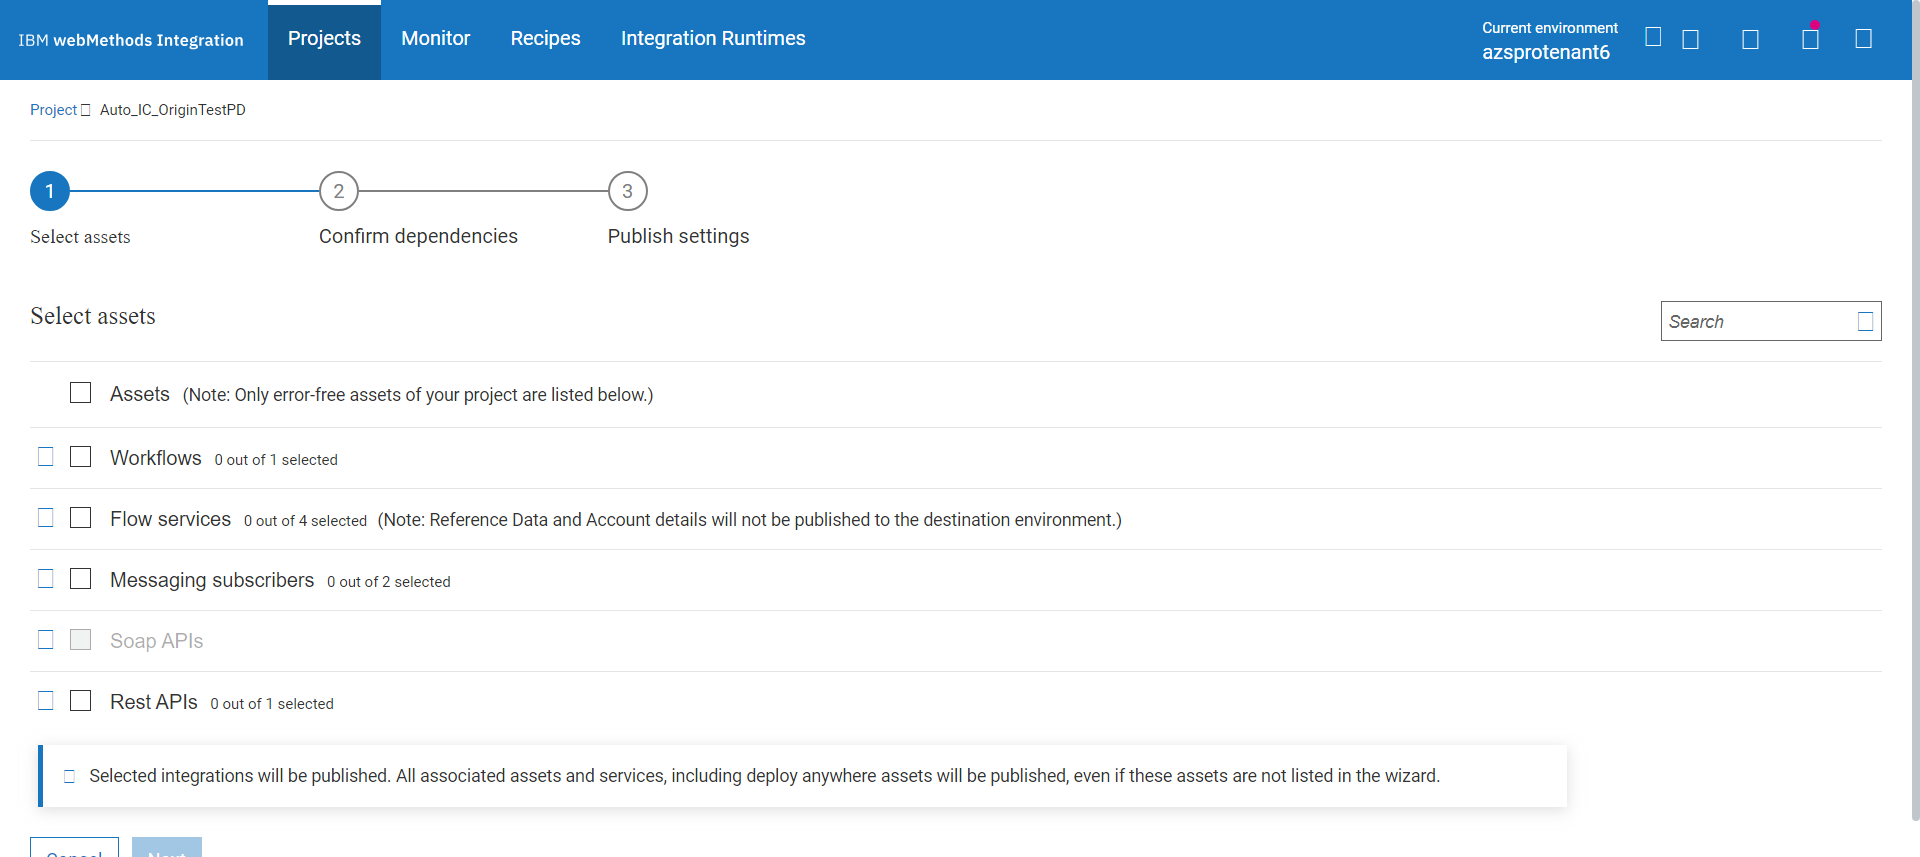 IBM webMethods Integration
Projects
Monitor
Recipes
Integration Runtimes
Current environment
azsprotenant6
Project Auto_IC_OriginTestPD
1
2
3
Select assets
Confirm dependencies
Publish settings
Select assets
Search
Assets (Note: Only error-free assets of your project are listed below.)
Workflows 0 out of 1 selected
Flow services 0 out of 4 selected (Note: Reference Data and Account details will not be published to the destination environment.)
Messaging subscribers 0 out of 2 selected
Soap APIs
Rest APIs 0 out of 1 selected
Selected integrations will be published. All associated assets and services, including deploy anywhere assets will be published, even if these assets are not listed in the wizard.
Cancel
Next